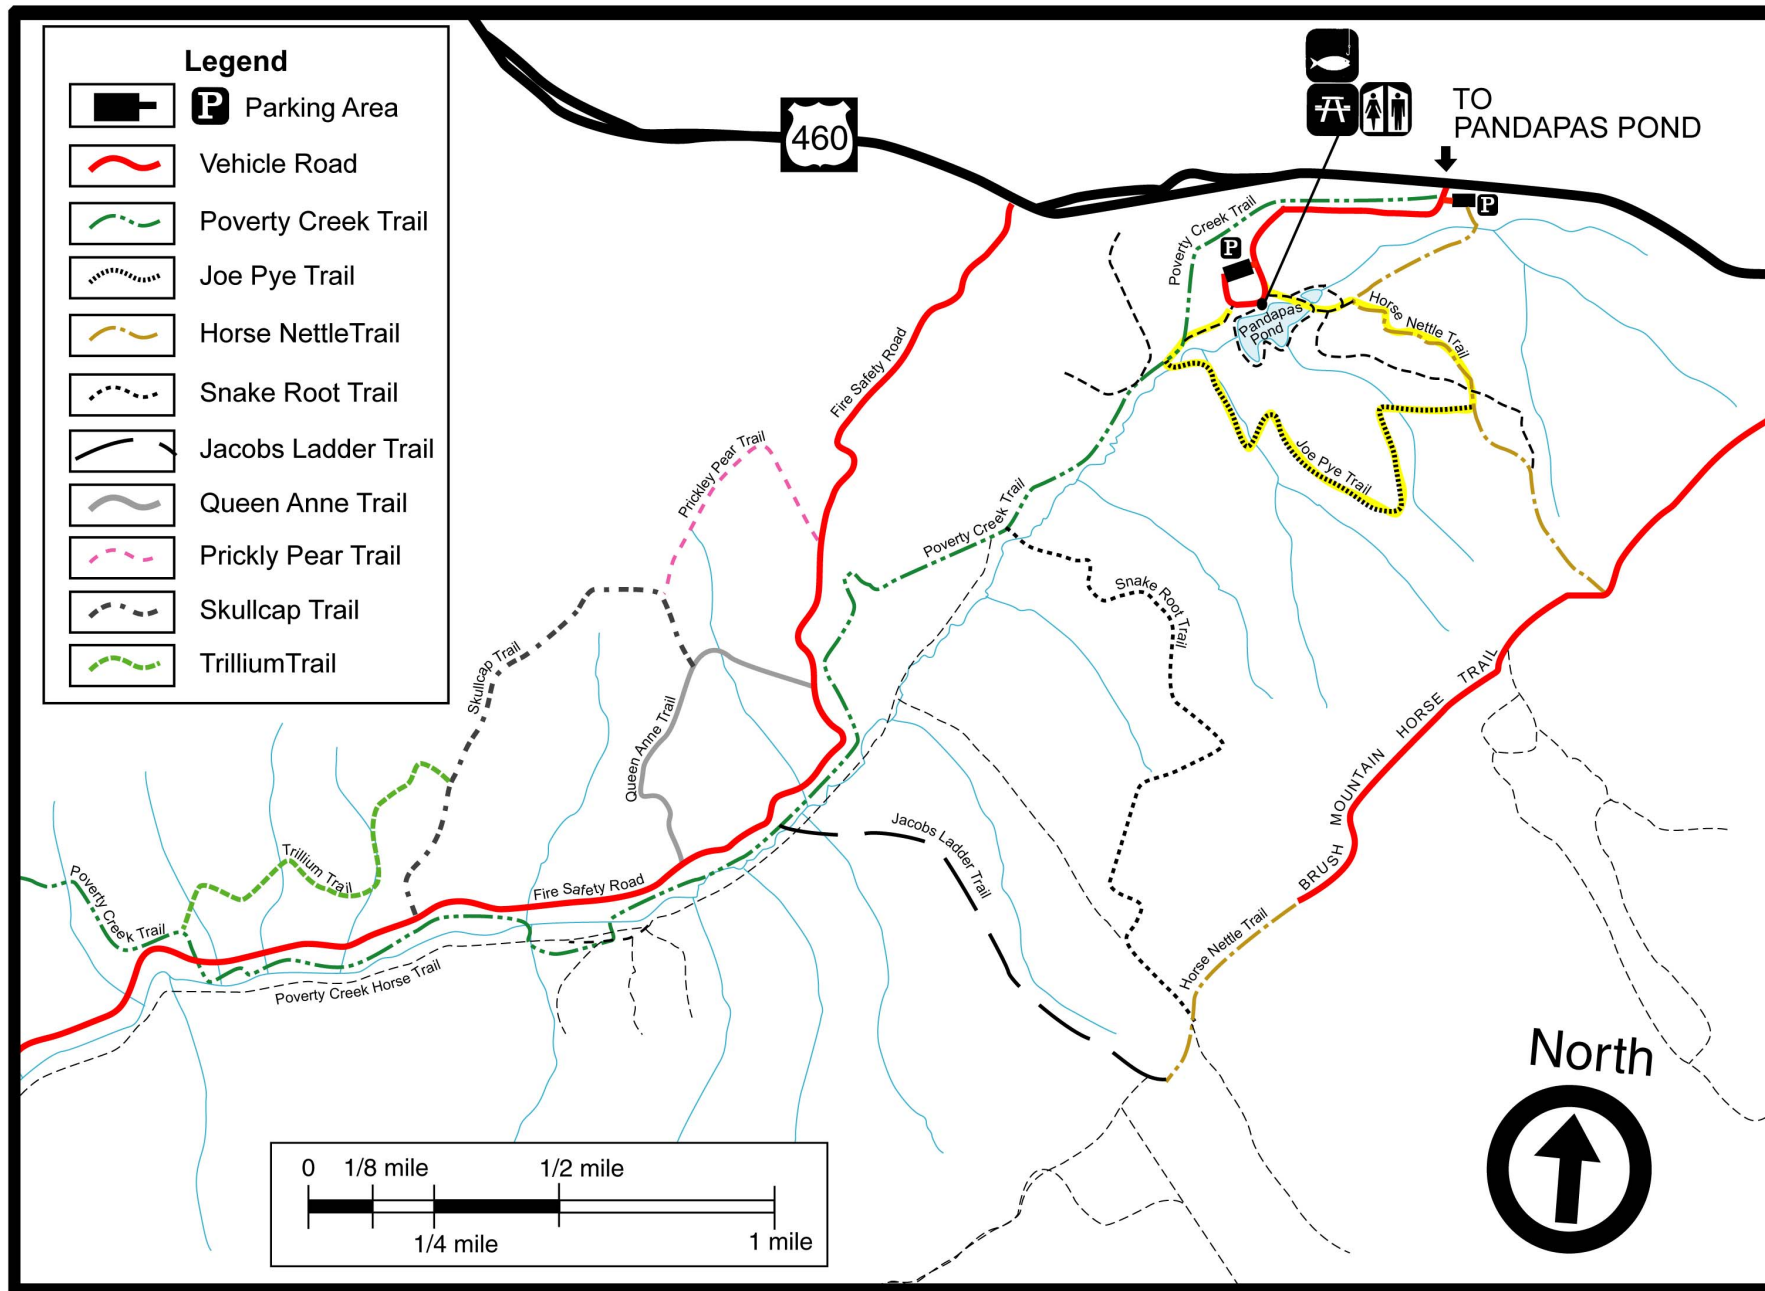 Legend
P Parking Area
Vehicle Road
Poverty Creek Trail
Joe Pye Trail
Horse NettleTrail
Snake Root Trail
Jacobs Ladder Trail
Queen Anne Trail
Prickly Pear Trail
Skullcap Trail
TrilliumTrail
460
TO
PANDAPAS POND
P
Poverty Creek Trail
P
Pandapas
Pond
Horse Nettle Trail
Fire Safety Road
Joe Pye Trail
Prickley Pear Trail
Poverty Creek Trail
Snake Root Trail
Skullcap Trail
Queen Anne Trail
BRUSH MOUNTAIN HORSE TRAIL
Jacobs Ladder Trail
Trillium Trail
Fire Safety Road
Poverty Creek Trail
Horse Nettle Trail
Poverty Creek Horse Trail
North
0 1/8 mile 1/2 mile
1/4 mile 1 mile